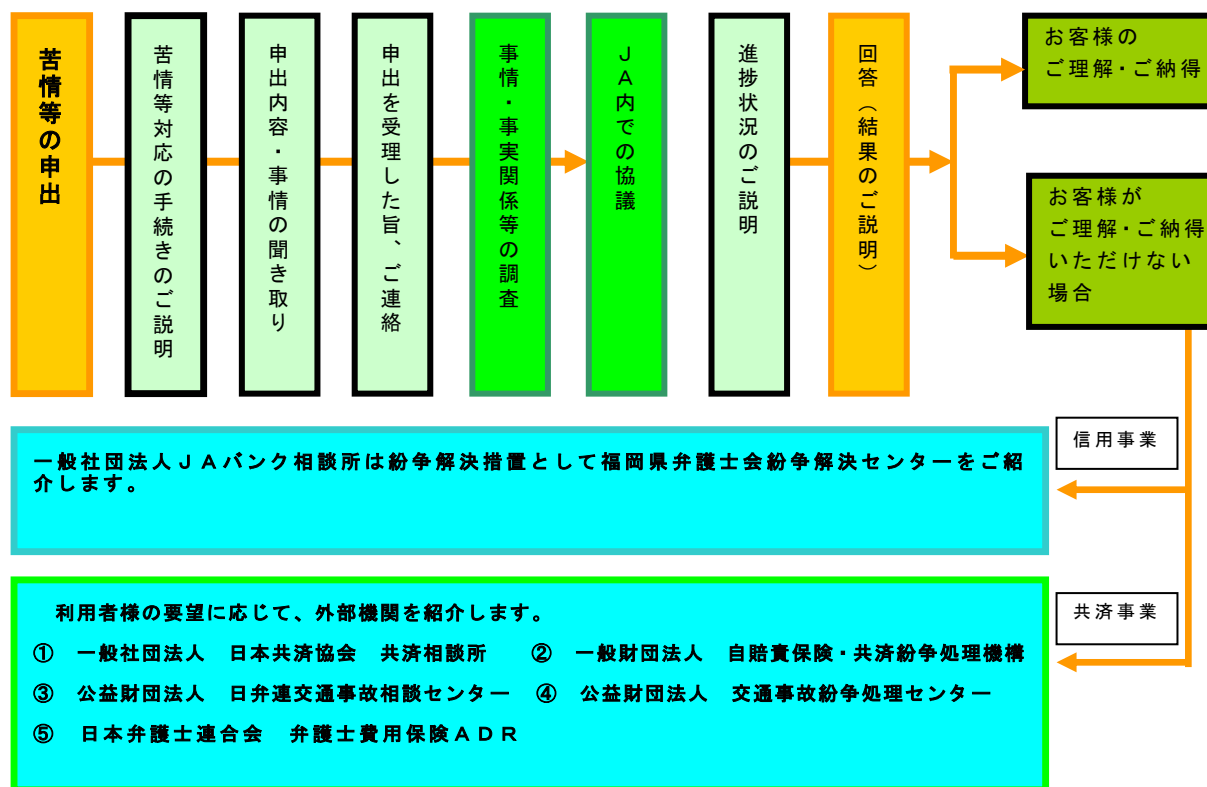 苦情等の申出
苦情等対応の手続きのご説明
申出内容・事情の聞き取り
申出を受理した旨、ご連絡
事情・事実関係等の調査
ＪＡ内での協議
進捗状況のご説明
回答（結果のご説明）
お客様の
ご理解・ご納得
お客様が
ご理解・ご納得
いただけない
場合
信用事業
一般社団法人ＪＡバンク相談所は紛争解決措置として福岡県弁護士会紛争解決センターをご紹
介します。
共済事業
利用者様の要望に応じて、外部機関を紹介します。
①　一般社団法人　日本共済協会　共済相談所　　②　一般財団法人　自賠責保険・共済紛争処理機構
③　公益財団法人　日弁連交通事故相談センター　④　公益財団法人　交通事故紛争処理センター
⑤　日本弁護士連合会　弁護士費用保険ＡＤＲ